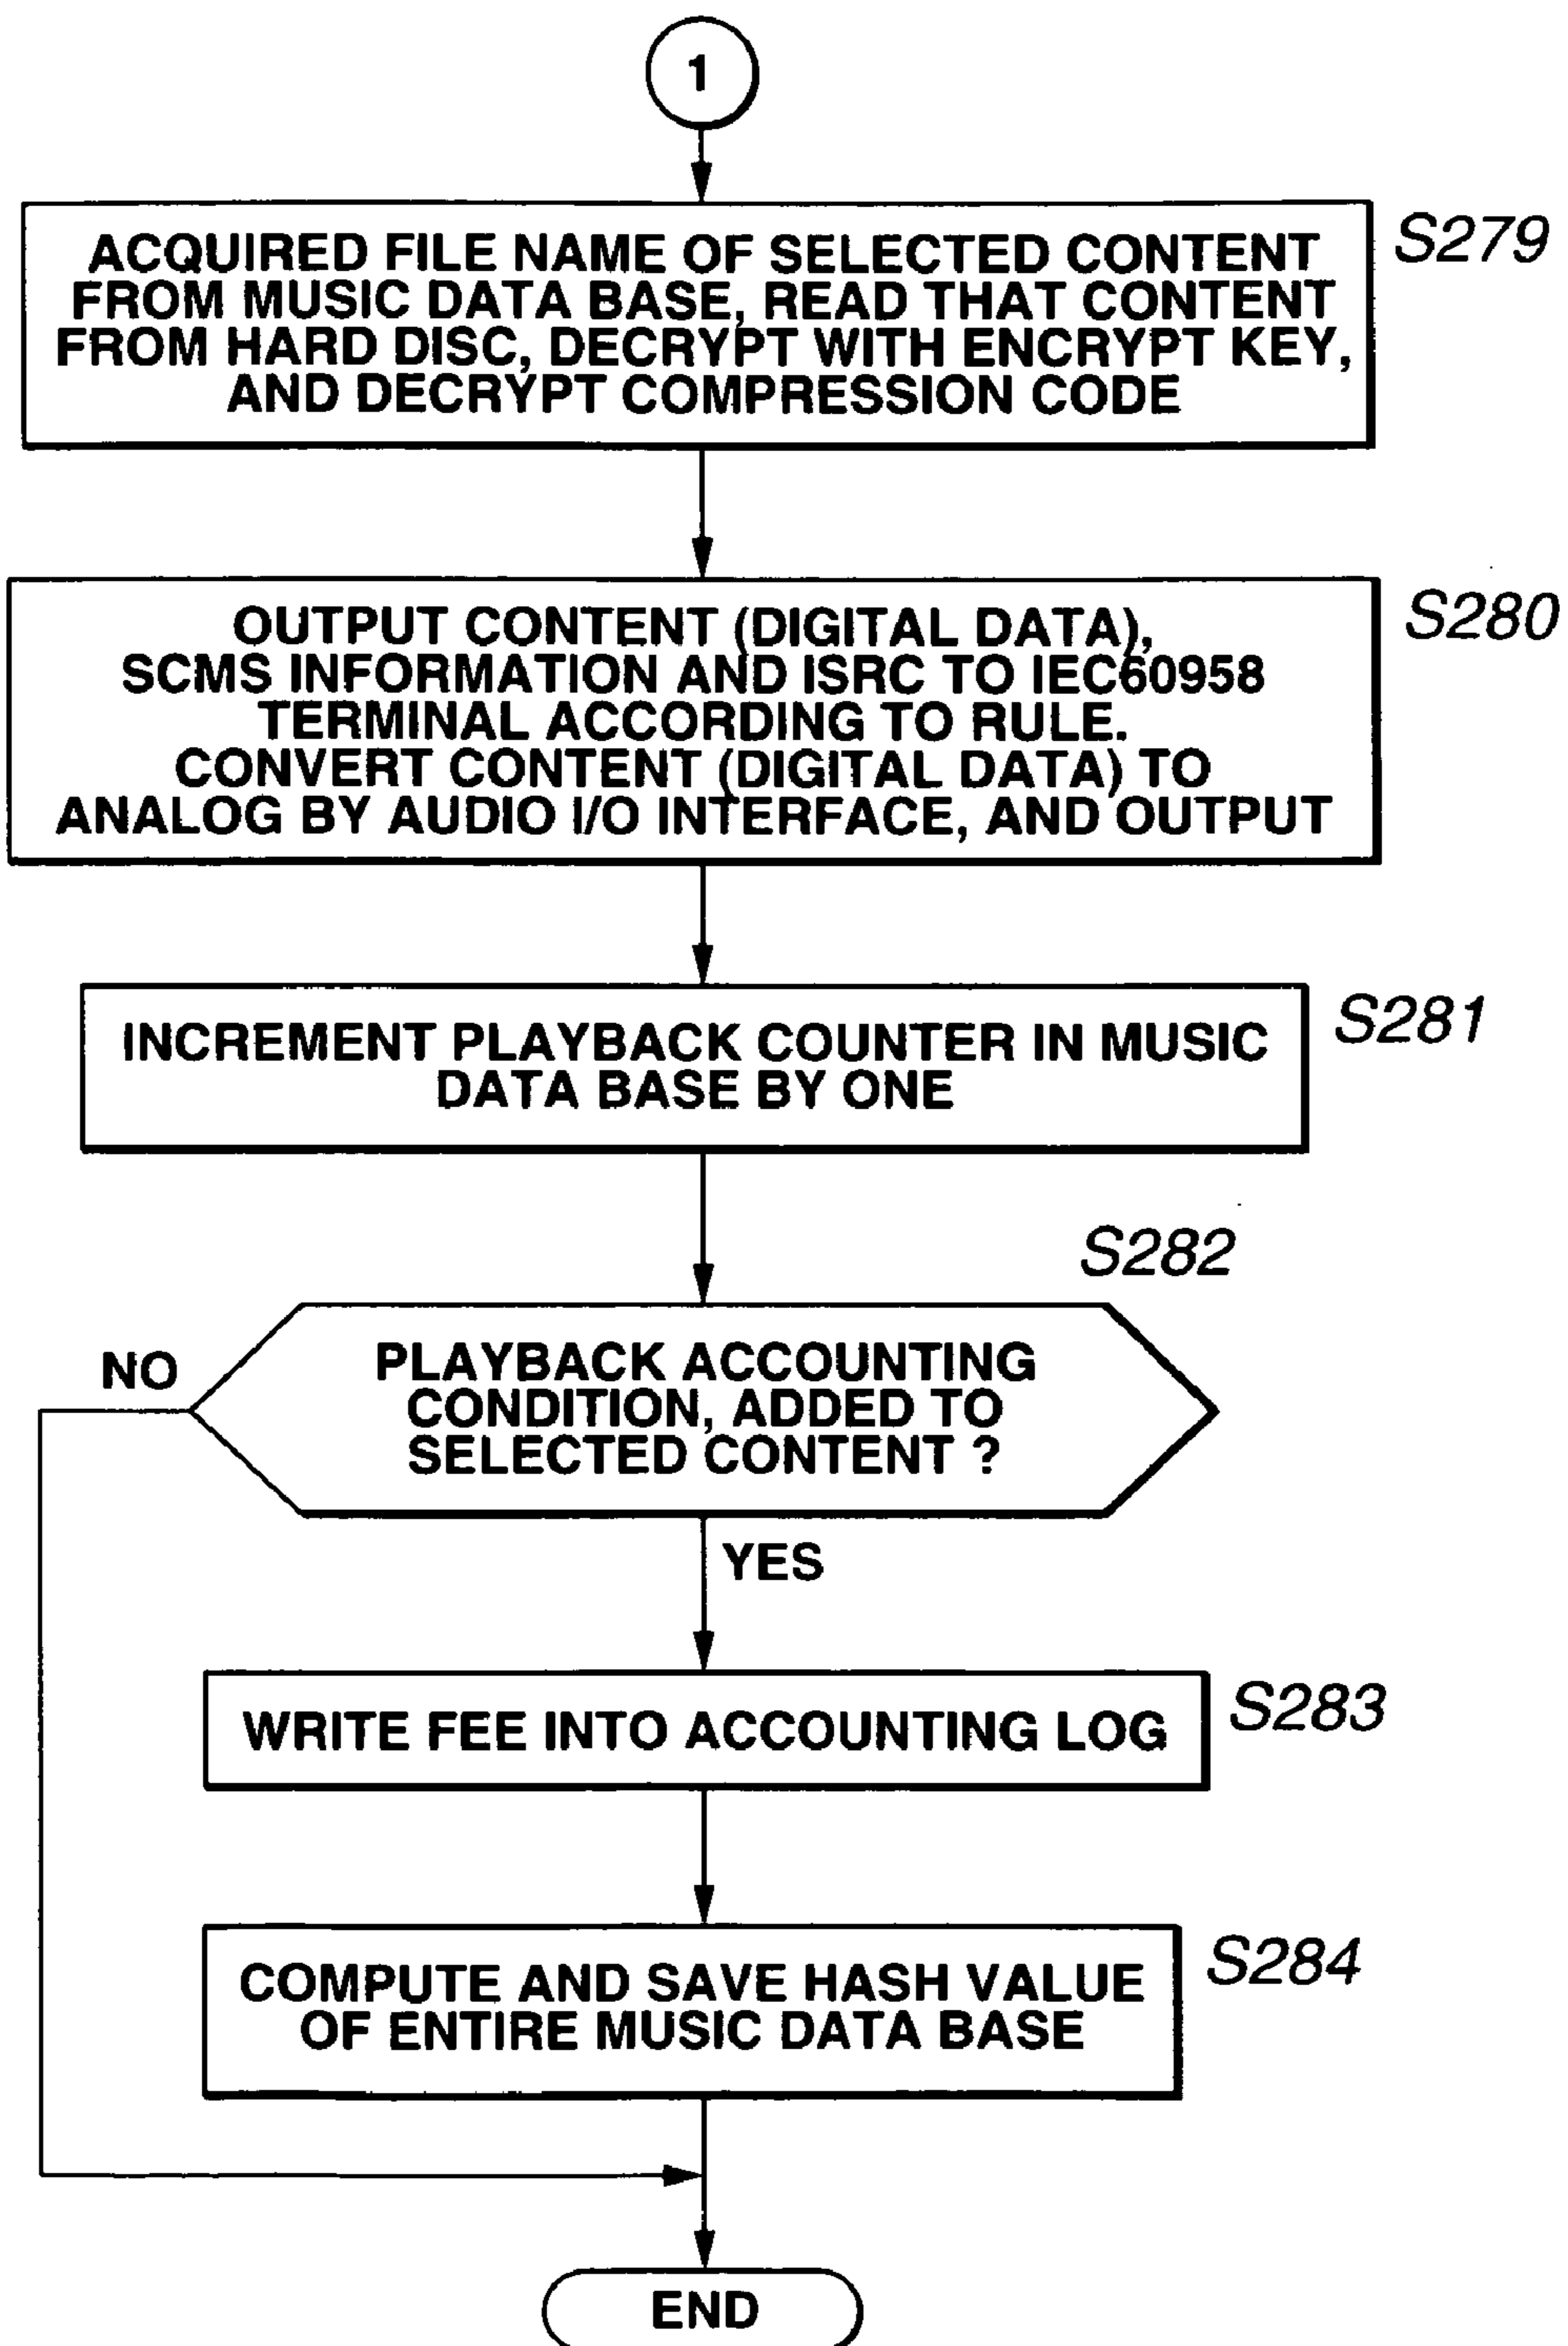 1
ACQUIRED FILE NAME OF SELECTED CONTENT
FROM MUSIC DATA BASE, READ THAT CONTENT
FROM HARD DISC, DECRYPT WITH ENCRYPT KEY,
AND DECRYPT COMPRESSION CODE
S279
OUTPUT CONTENT (DIGITAL DATA),
SCMS INFORMATION AND ISRC TO IEC60958
TERMINAL ACCORDING TO RULE.
CONVERT CONTENT (DIGITAL DATA) TO
ANALOG BY AUDIO I/O INTERFACE, AND OUTPUT
S280
INCREMENT PLAYBACK COUNTER IN MUSIC
DATA BASE BY ONE
S281
S282
PLAYBACK ACCOUNTING
CONDITION, ADDED TO
SELECTED CONTENT ?
NO
YES
WRITE FEE INTO ACCOUNTING LOG
S283
COMPUTE AND SAVE HASH VALUE
OF ENTIRE MUSIC DATA BASE
S284
END